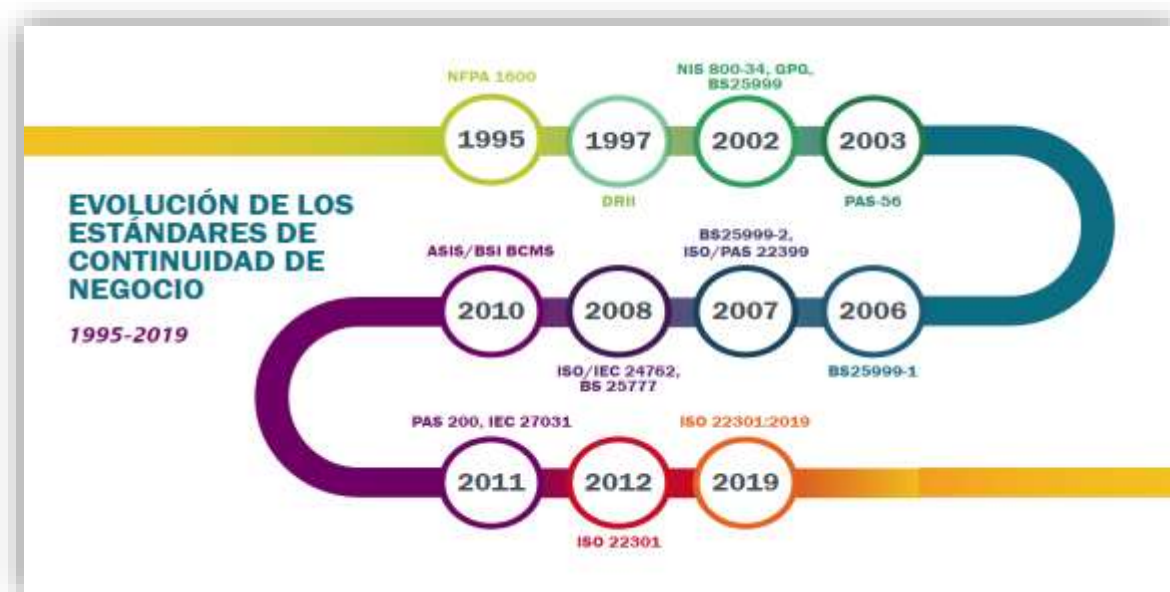 EVOLUCIÓN DE LOS
ESTÁNDARES DE
CONTINUIDAD DE
NEGOCIO
1995-2019
NFPA 1600
1995
1997
DRII
NIS 800-34, GPG,
BS25999
2002
2003
PAS-56
2006
BS25999-1
BS25999-2,
ISO/PAS 22399
2007
2008
ISO/IEC 24762,
BS 25777
ASIS/BSI BCMS
2010
PAS 200, IEC 27031
2011
2012
ISO 22301
ISO 22301:2019
2019